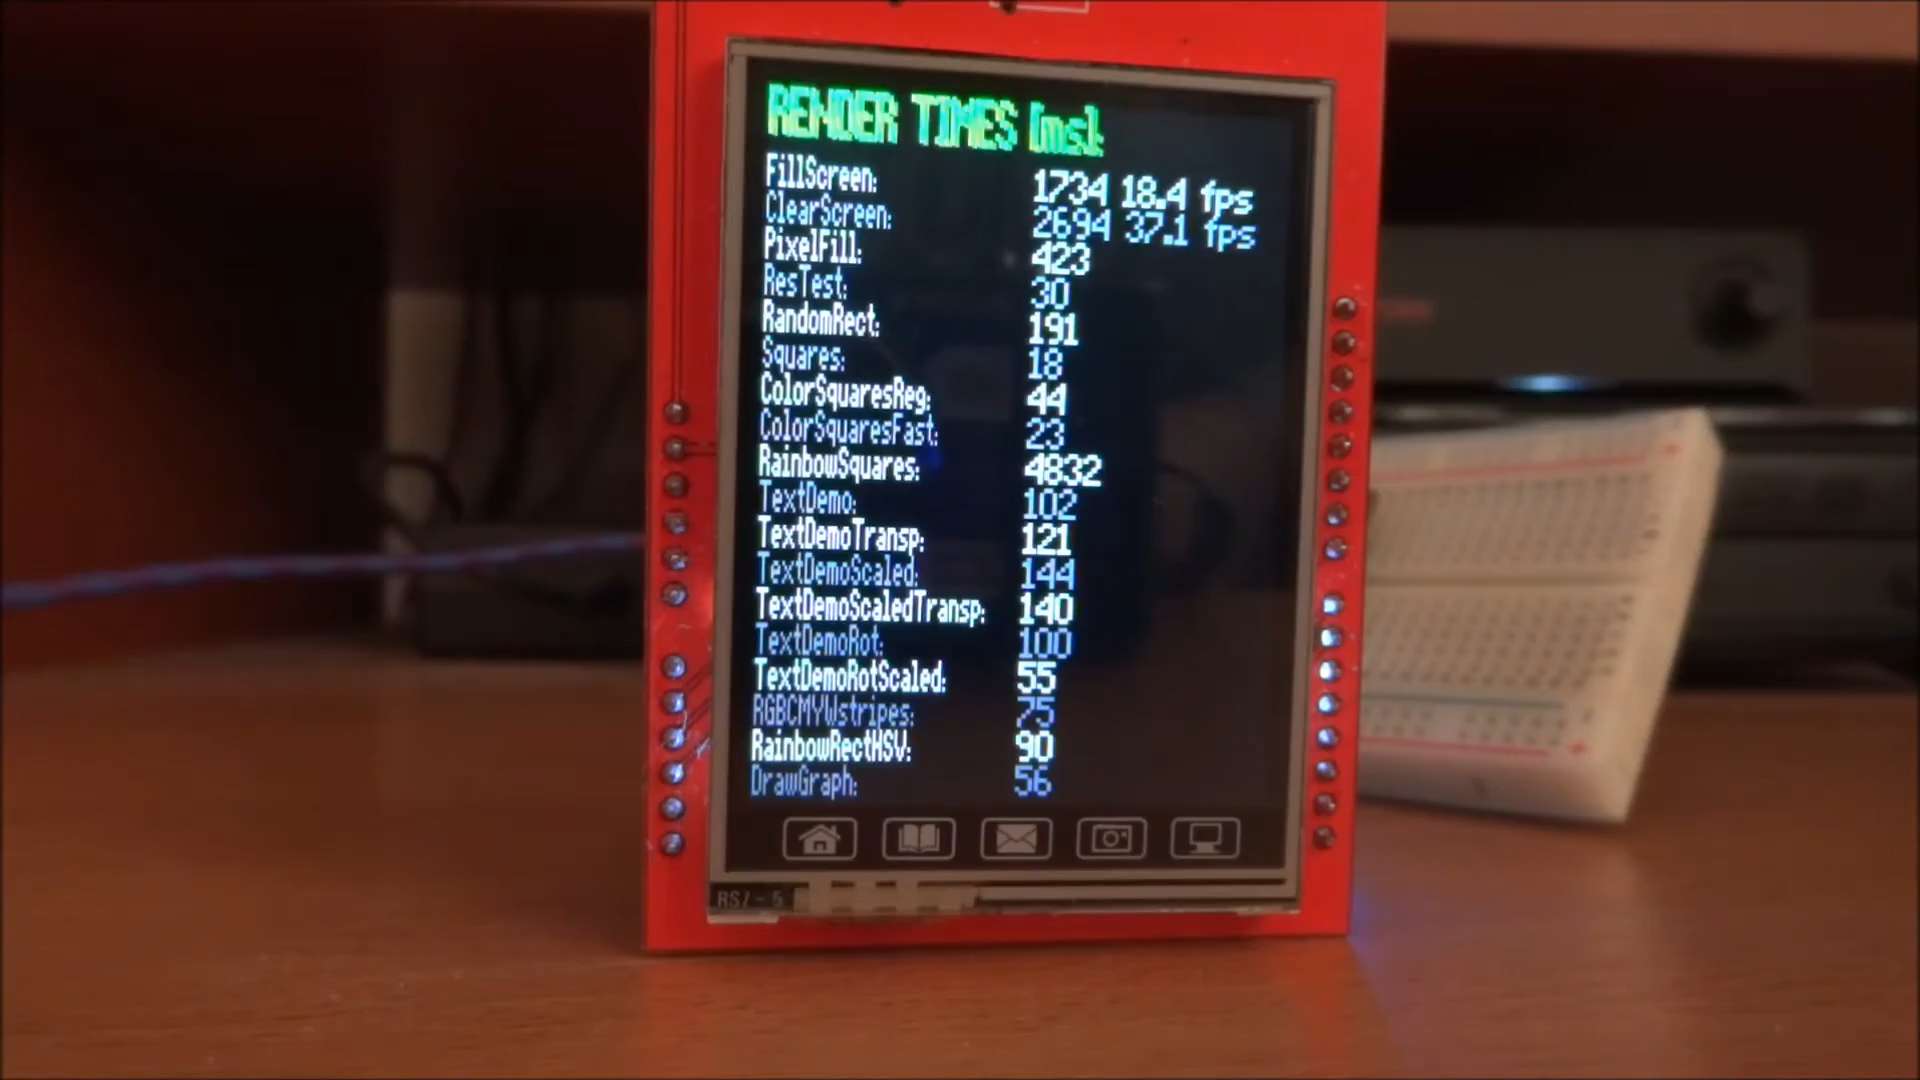 RENDER TIMES [ms]:
FillScreen: 1734 18.4 fps
ClearScreen: 2694 37.1 fps
PixelFill: 423
ResTest: 30
RandomRect: 191
Squares: 18
ColorSquaresReg: 44
ColorSquaresFast: 23
RainbowSquares: 4832
TextDemo: 102
TextDemoTransp: 121
TextDemoScaled: 144
TextDemoScaledTransp: 140
TextDemoRot: 100
TextDemoRotScaled: 55
RGBCMYWstripes: 75
RainbowRectHSV: 90
DrawGraph: 56